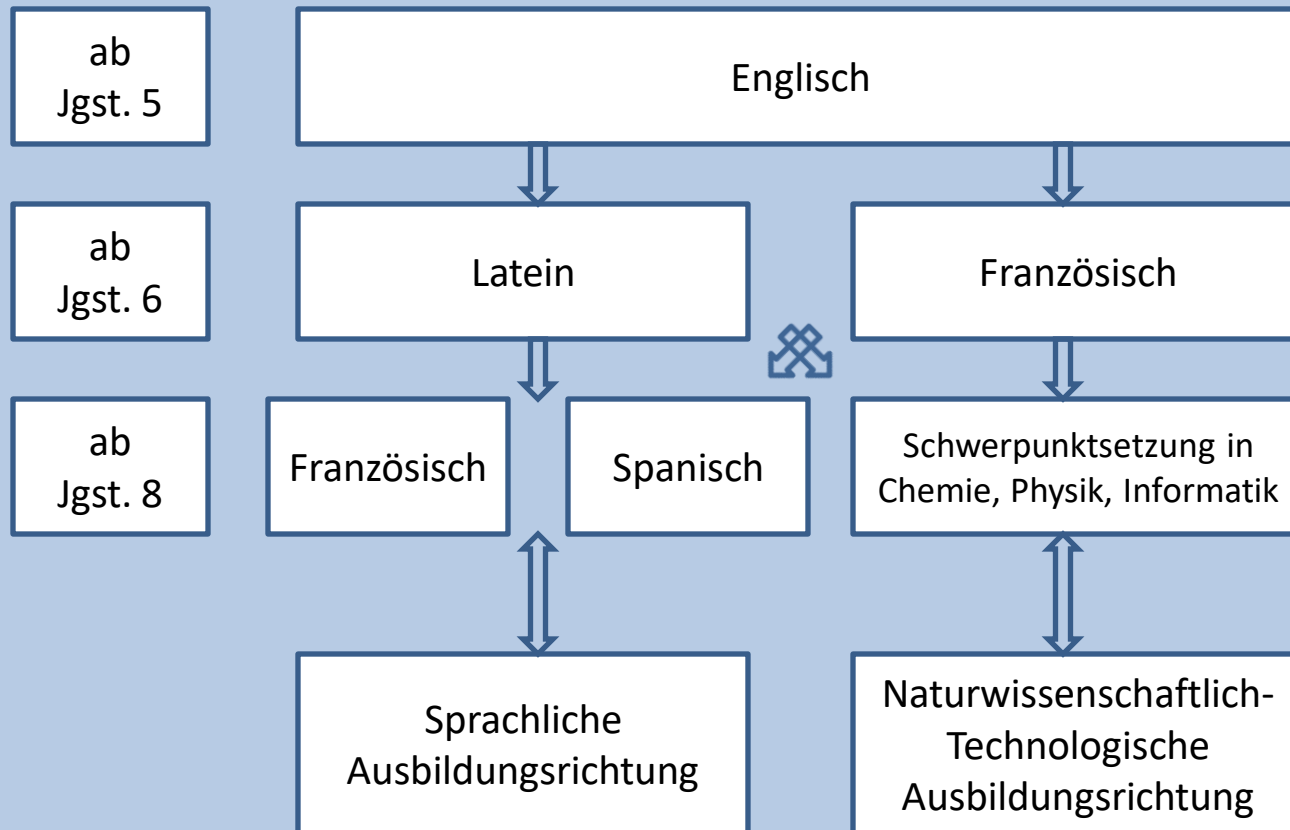 ab
Jgst. 5
Englisch
ab
Jgst. 6
Latein
Französisch
ab
Jgst. 8
Französisch
Spanisch
Schwerpunktsetzung in
Chemie, Physik, Informatik
Sprachliche
Ausbildungsrichtung
Naturwissenschaftlich-
Technologische
Ausbildungsrichtung